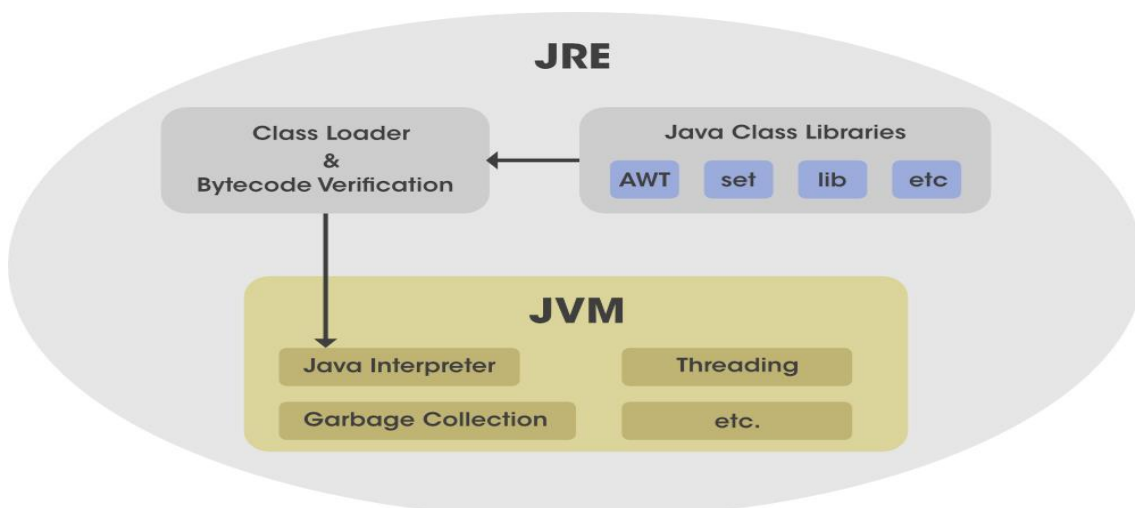 JRE
Class Loader
&
Bytecode Verification
Java Class Libraries
AWT set lib etc
JVM
Java Interpreter
Threading
Garbage Collection
etc.